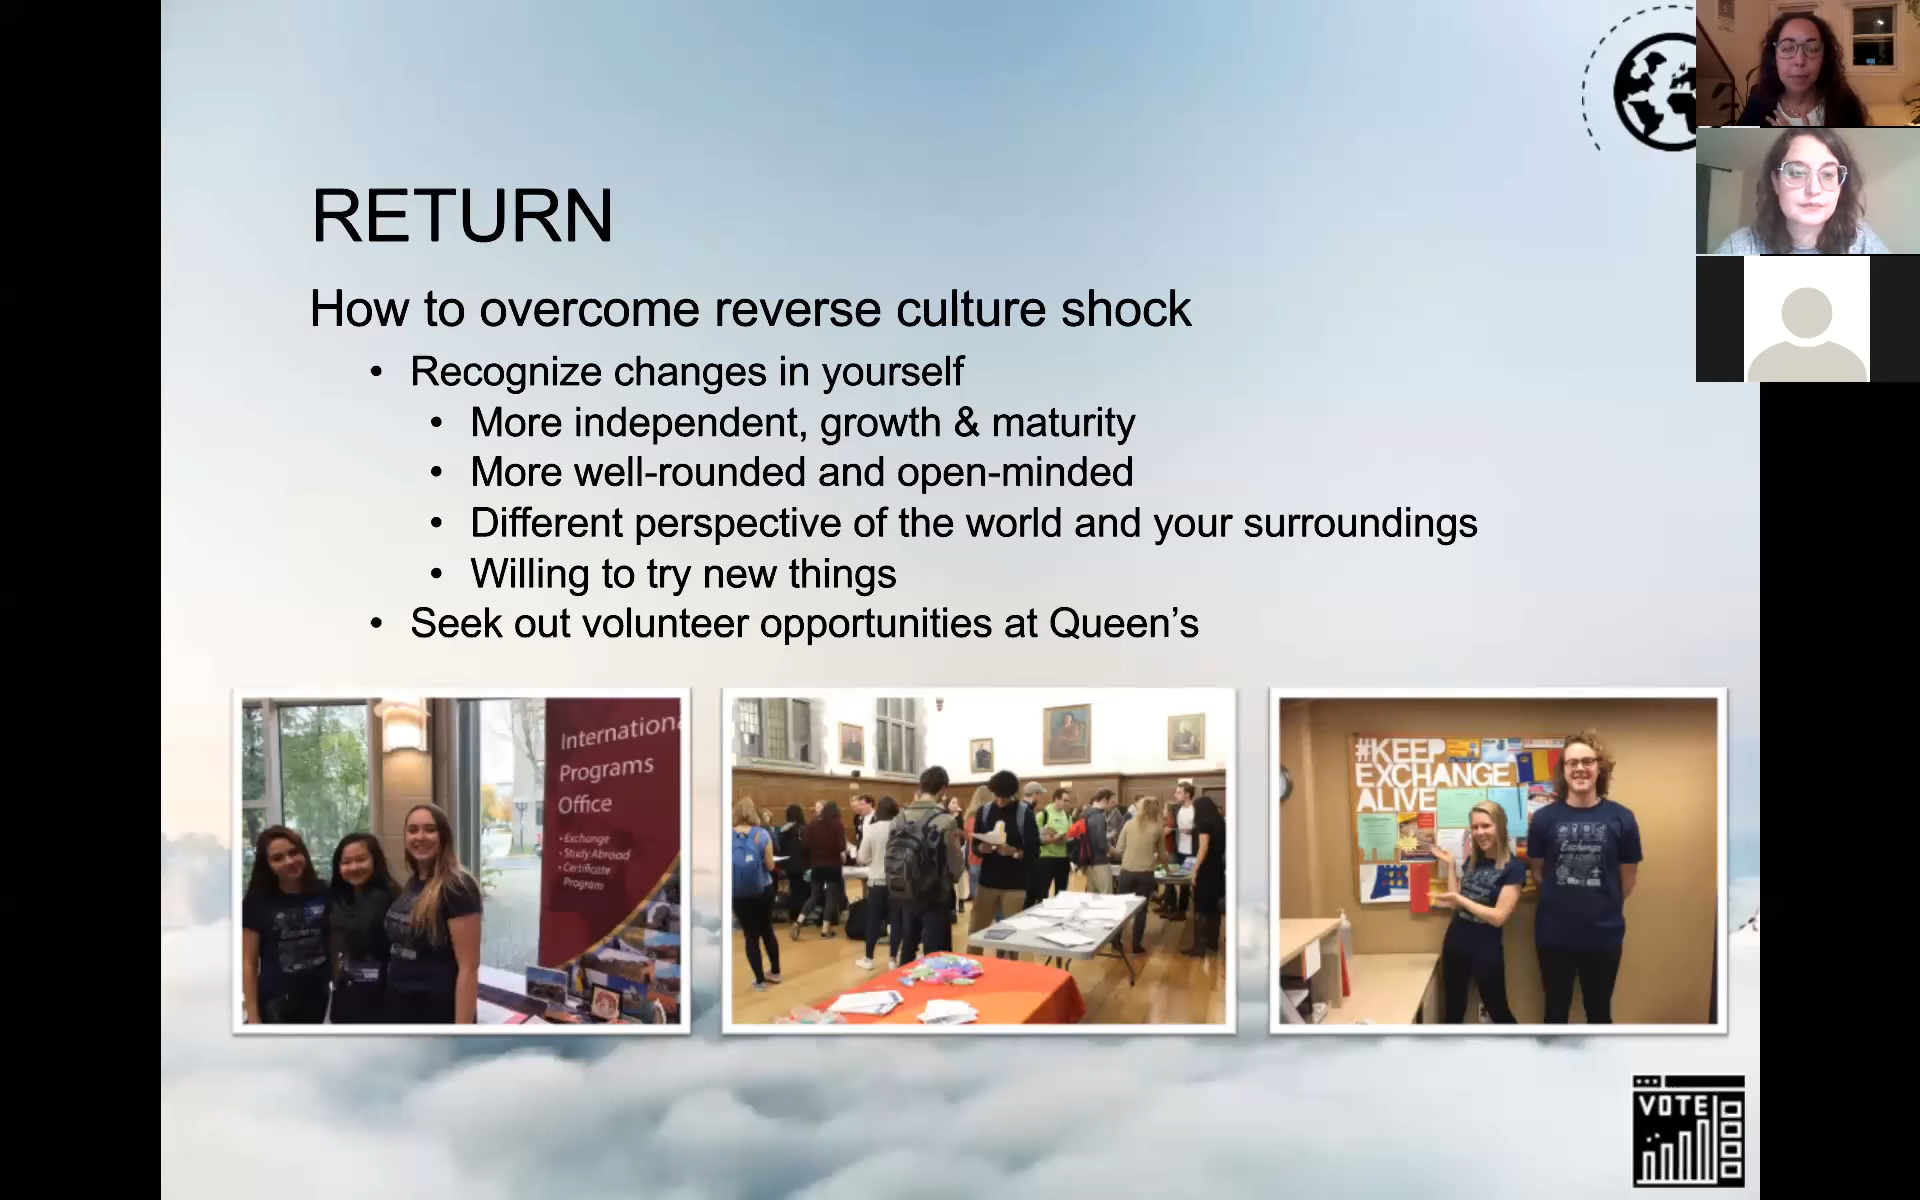 RETURN
How to overcome reverse culture shock
• Recognize changes in yourself
• More independent, growth & maturity
• More well-rounded and open-minded
• Different perspective of the world and your surroundings
• Willing to try new things
• Seek out volunteer opportunities at Queen’s
International
Programs
Office
• Exchange
• Study Abroad
• Certificate
Program
#KEEP
EXCHANGE
ALIVE
Exchange
VOTE